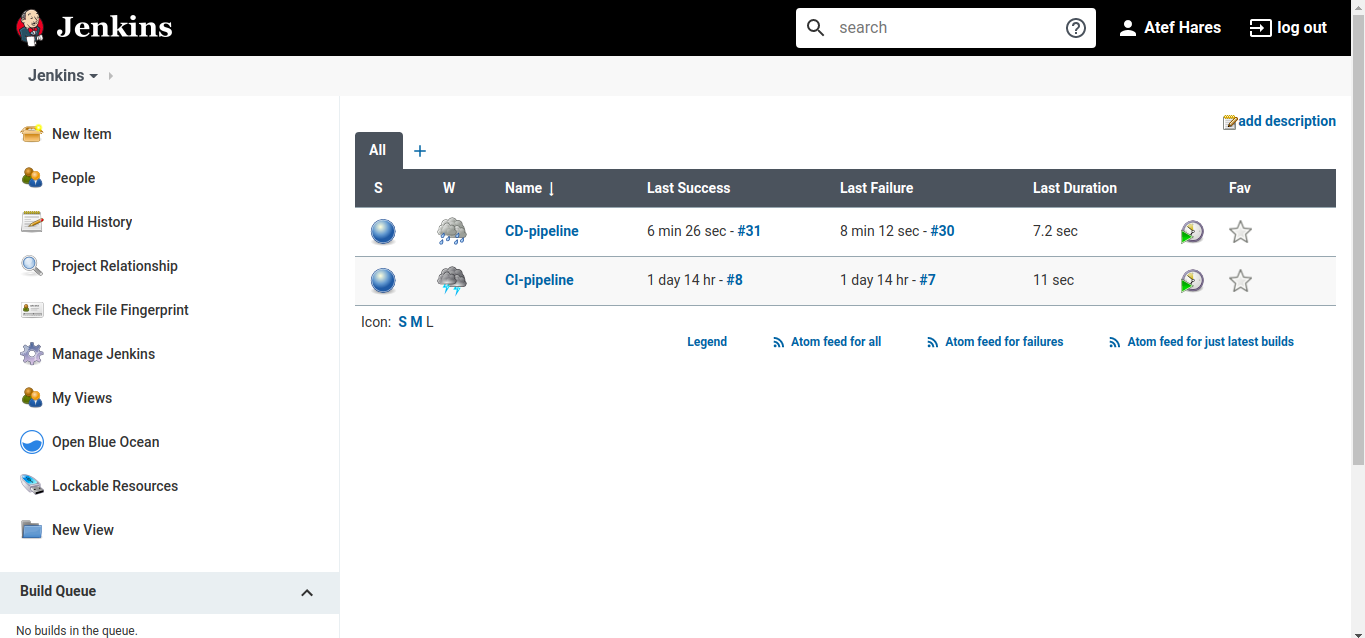 Jenkins
search
Atef Hares
log out
Jenkins
New Item
People
Build History
Project Relationship
Check File Fingerprint
Manage Jenkins
My Views
Open Blue Ocean
Lockable Resources
New View
Build Queue
No builds in the queue.
add description
All +
S W Name ↓ Last Success Last Failure Last Duration Fav
CD-pipeline 6 min 26 sec - #31 8 min 12 sec - #30 7.2 sec
CI-pipeline 1 day 14 hr - #8 1 day 14 hr - #7 11 sec
Icon: S M L
Legend Atom feed for all Atom feed for failures Atom feed for just latest builds